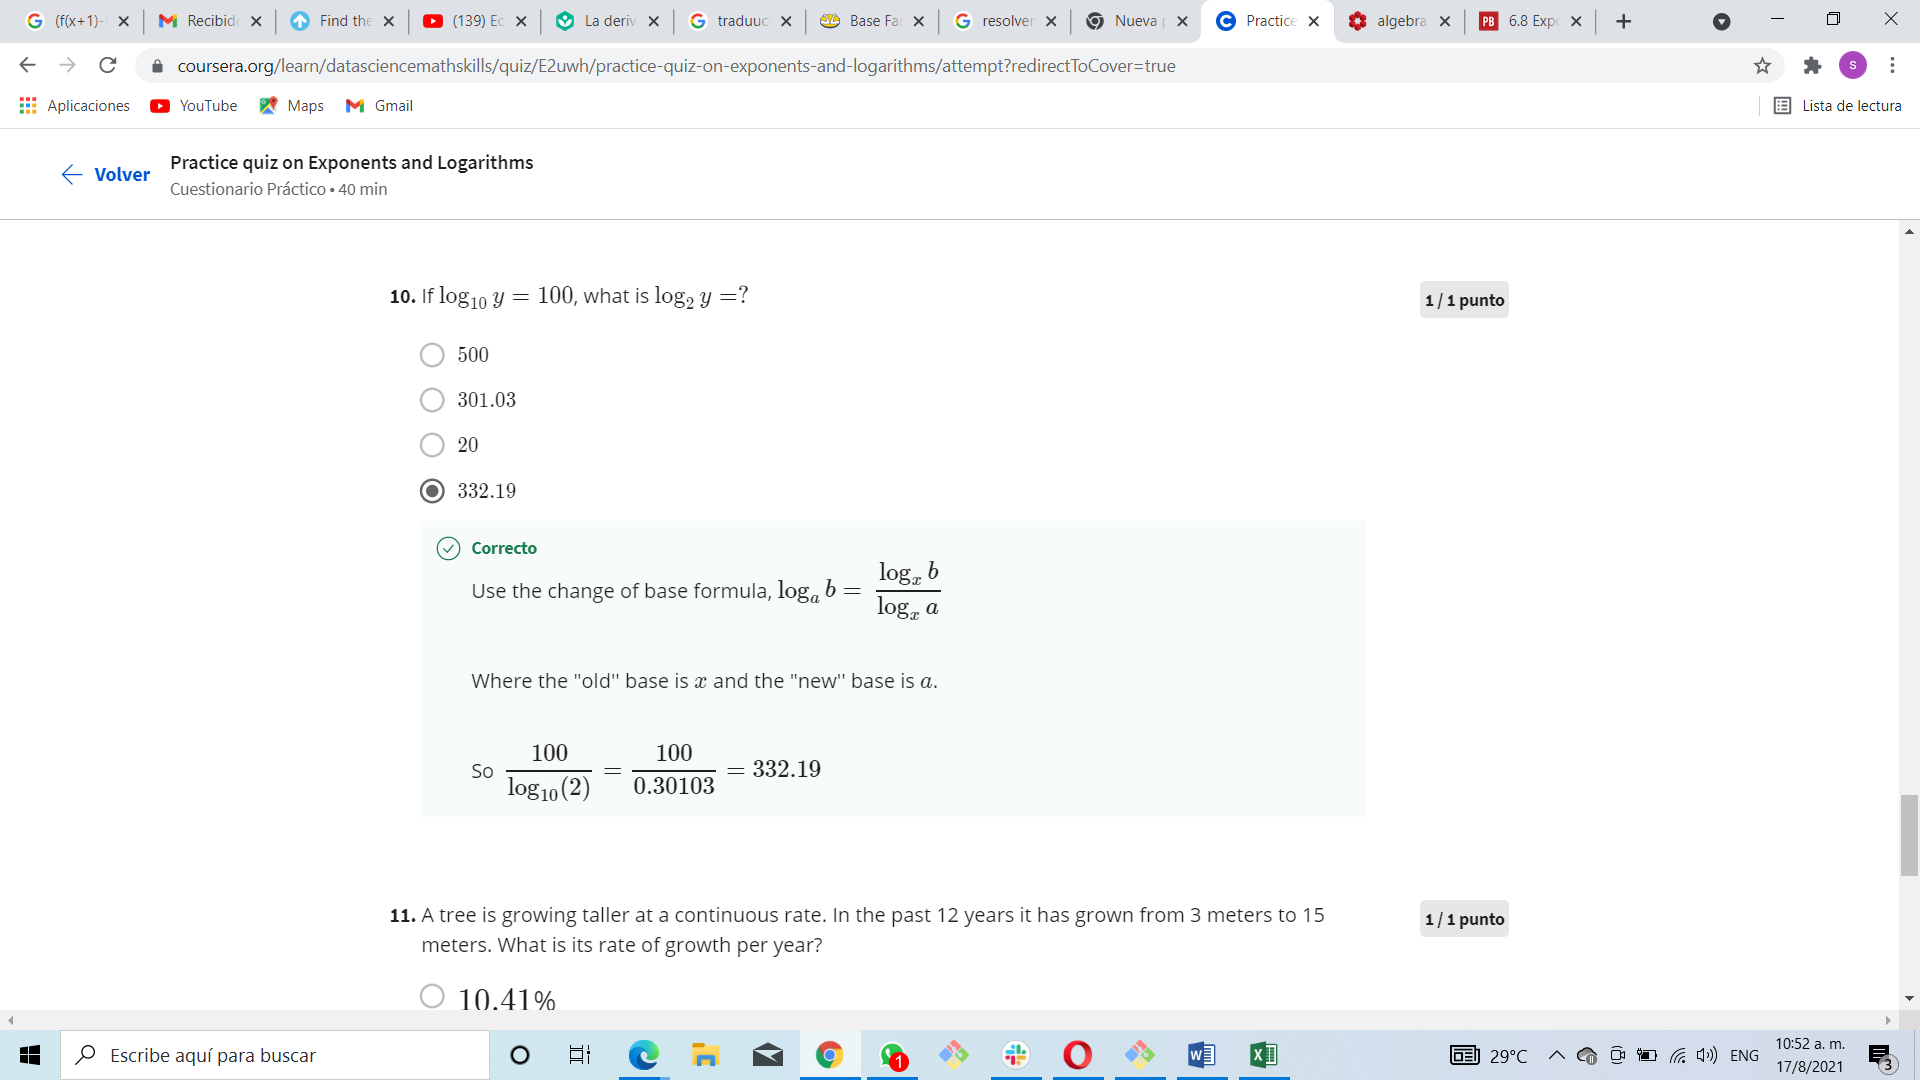 (f(x+1)-
Recibido
Find the
(139) Ec
La deriv
traduuc
Base Fa
resolver
Nueva p
Practice
algebra
6.8 Expo
coursera.org/learn/datasciencemathskills/quiz/E2uwh/practice-quiz-on-exponents-and-logarithms/attempt?redirectToCover=true
S
Aplicaciones YouTube Maps Gmail Lista de lectura
Volver
Practice quiz on Exponents and Logarithms
Cuestionario Práctico • 40 min
10. If log₁₀ y = 100, what is log₂ y =?
1 / 1 punto
500
301.03
20
332.19
Correcto
Use the change of base formula, logₐ b = logₓ b / logₓ a
Where the "old" base is x and the "new" base is a.
So 100 / log₁₀(2) = 100 / 0.30103 = 332.19
11. A tree is growing taller at a continuous rate. In the past 12 years it has grown from 3 meters to 15
meters. What is its rate of growth per year?
1 / 1 punto
10.41%
Escribe aquí para buscar
1
29°C
ENG
10:52 a. m.
17/8/2021
3